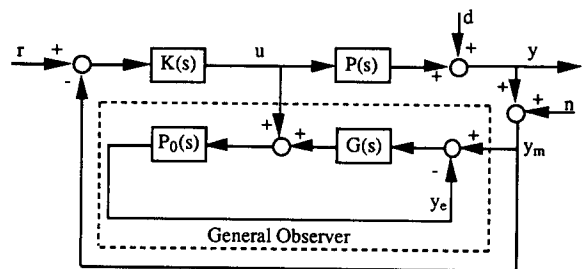 d
r + - K(s) u P(s) + + y
+ + n
+ + + -
P₀(s) G(s) yₘ
yₑ
General Observer